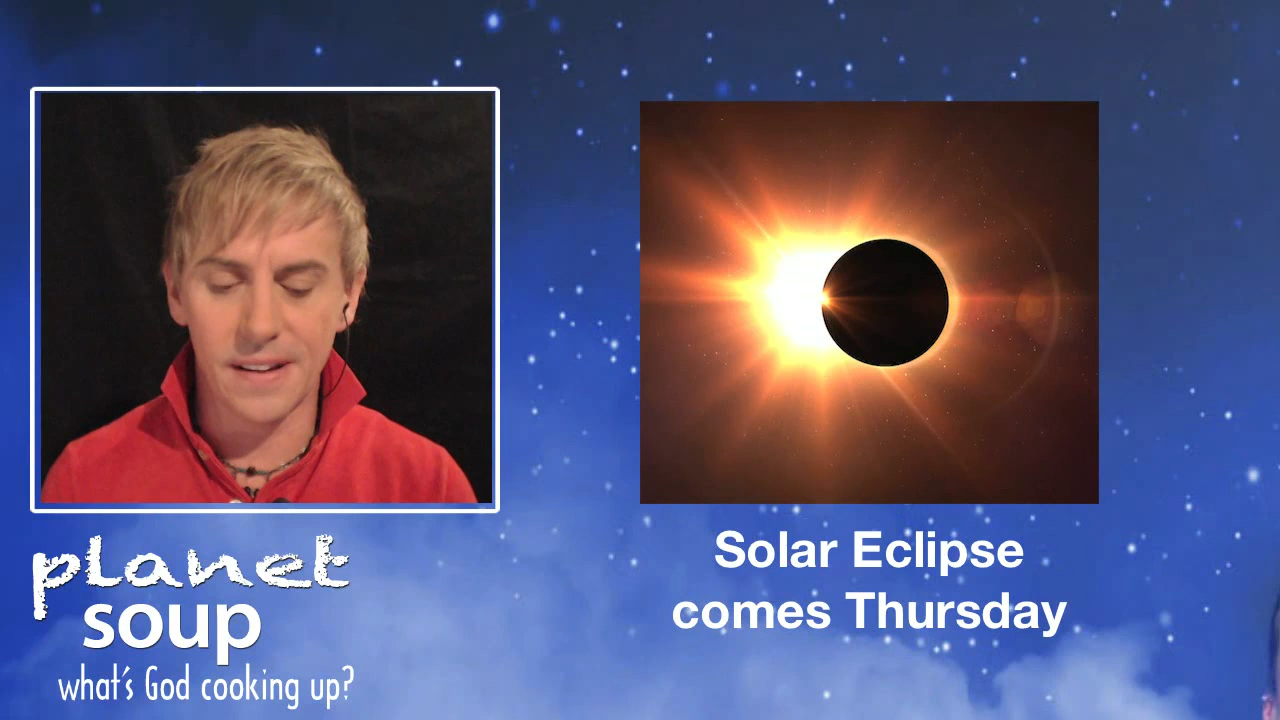 planet
soup
what's God cooking up?
Solar Eclipse
comes Thursday